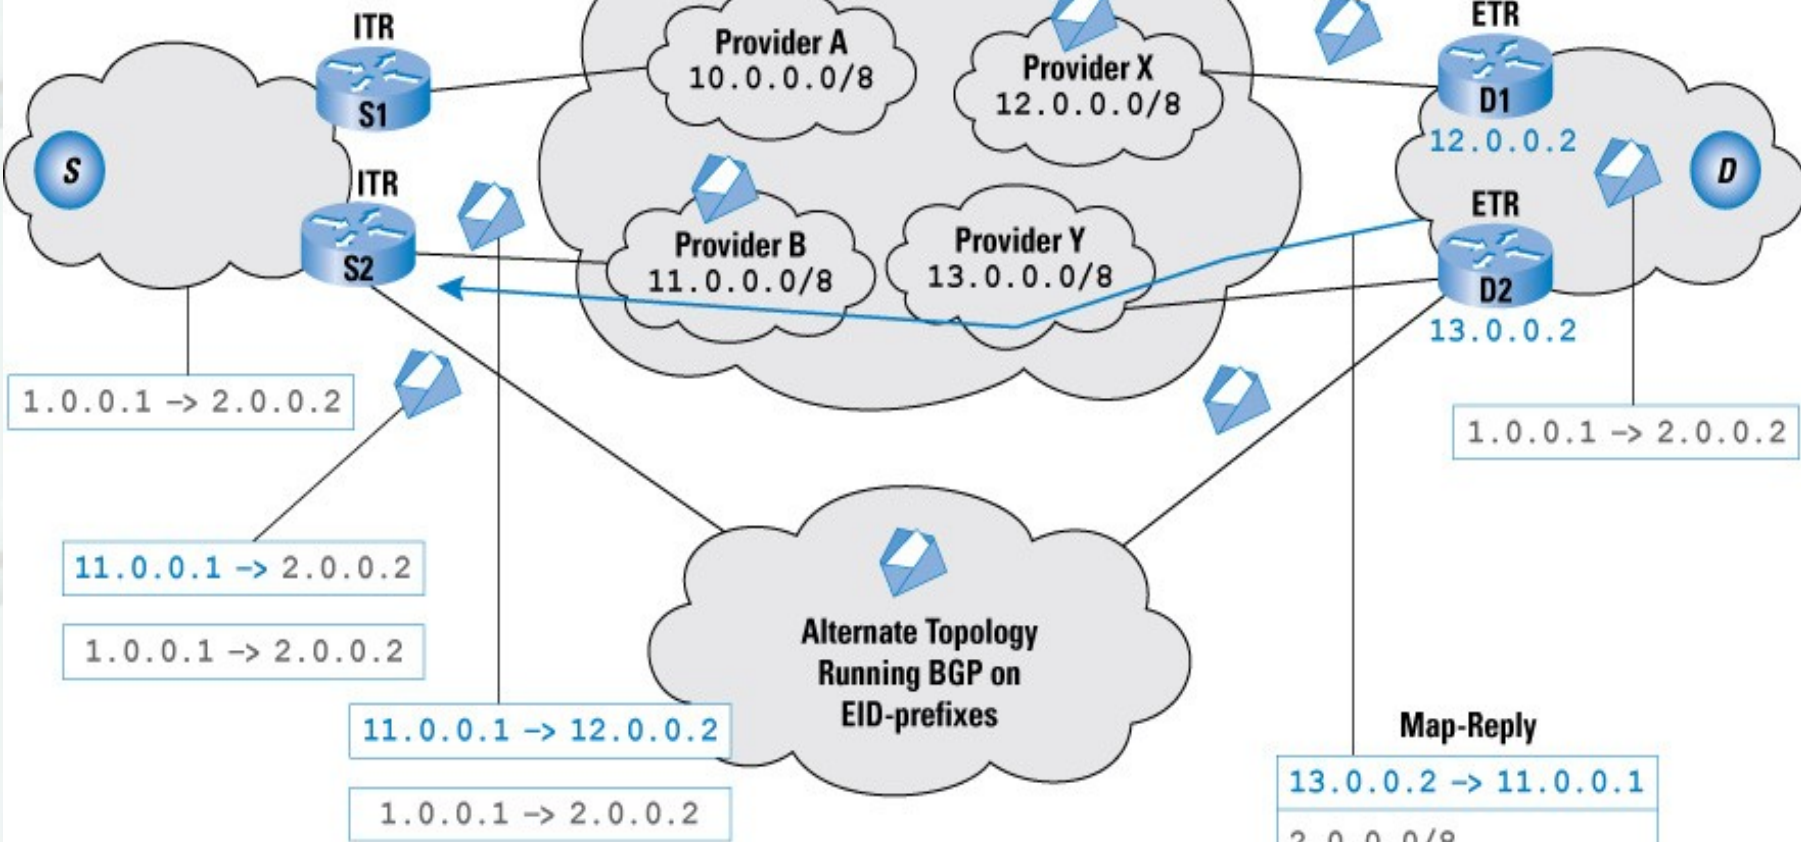 ITR
S1
Provider A
10.0.0.0/8
Provider X
12.0.0.0/8
ETR
D1
12.0.0.2
S
ITR
S2
Provider B
11.0.0.0/8
Provider Y
13.0.0.0/8
ETR
D2
13.0.0.2
D
1.0.0.1 -> 2.0.0.2
1.0.0.1 -> 2.0.0.2
11.0.0.1 -> 2.0.0.2
1.0.0.1 -> 2.0.0.2
Alternate Topology
Running BGP on
EID-prefixes
11.0.0.1 -> 12.0.0.2
1.0.0.1 -> 2.0.0.2
Map-Reply
13.0.0.2 -> 11.0.0.1
2.0.0.0/8